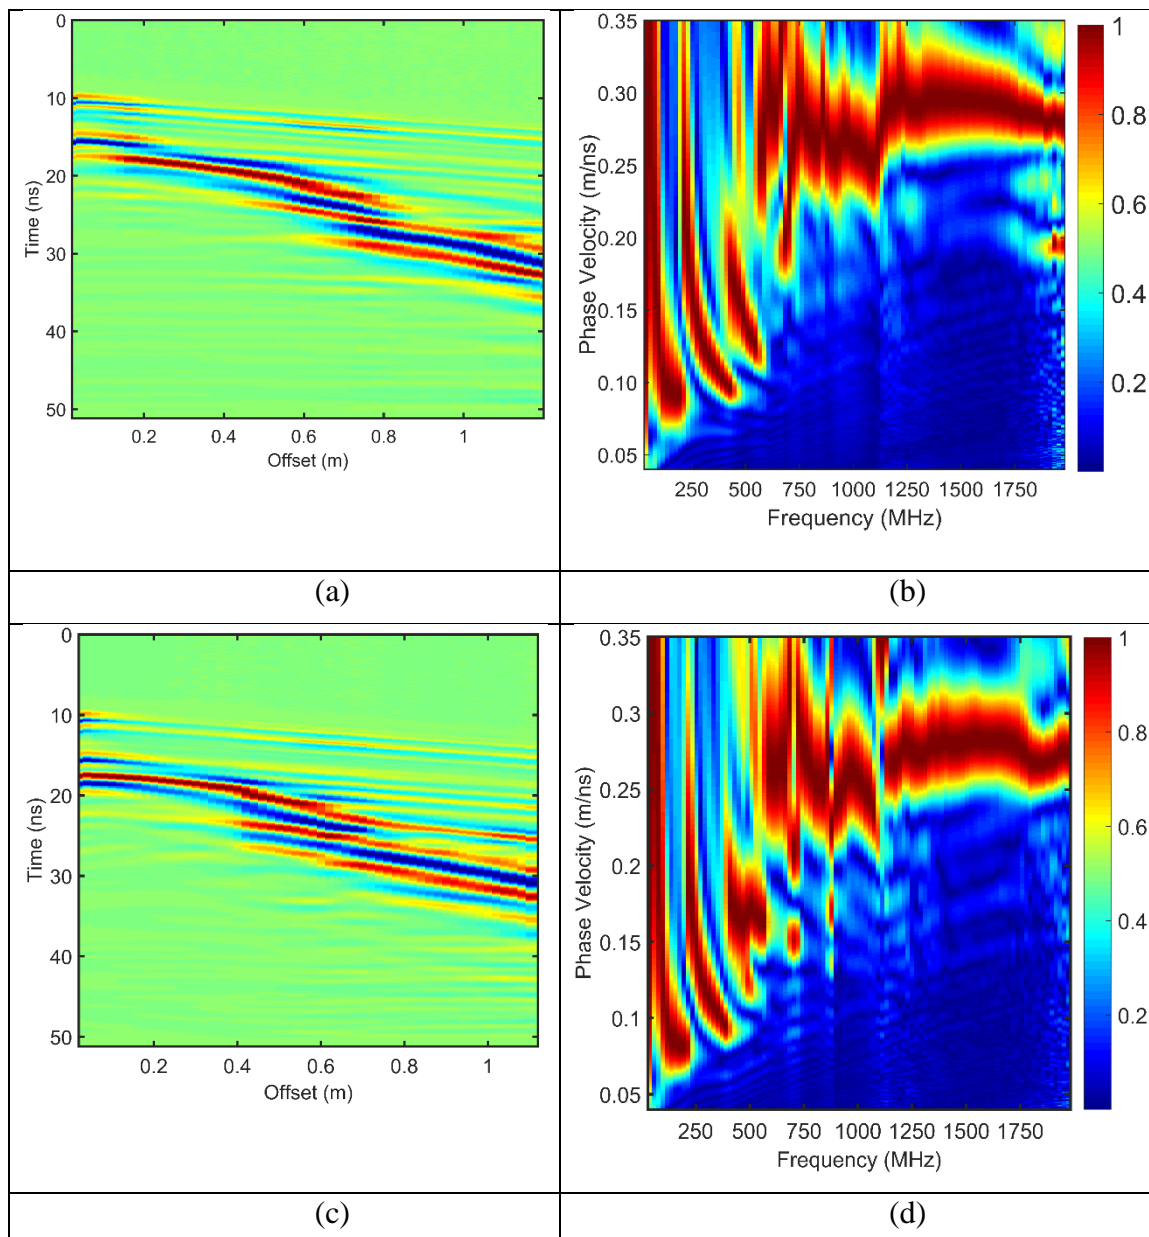 0
10
20
30
40
50
Time (ns)
0.2 0.4 0.6 0.8 1
Offset (m)
0.35
0.30
0.25
0.20
0.15
0.10
0.05
Phase Velocity (m/ns)
250 500 750 1000 1250 1500 1750
Frequency (MHz)
1
0.8
0.6
0.4
0.2
(a)
(b)
0
10
20
30
40
50
Time (ns)
0.2 0.4 0.6 0.8 1
Offset (m)
0.35
0.3
0.25
0.2
0.15
0.1
0.05
Phase Velocity (m/ns)
250 500 750 1000 1250 1500 1750
Frequency (MHz)
1
0.8
0.6
0.4
0.2
(c)
(d)